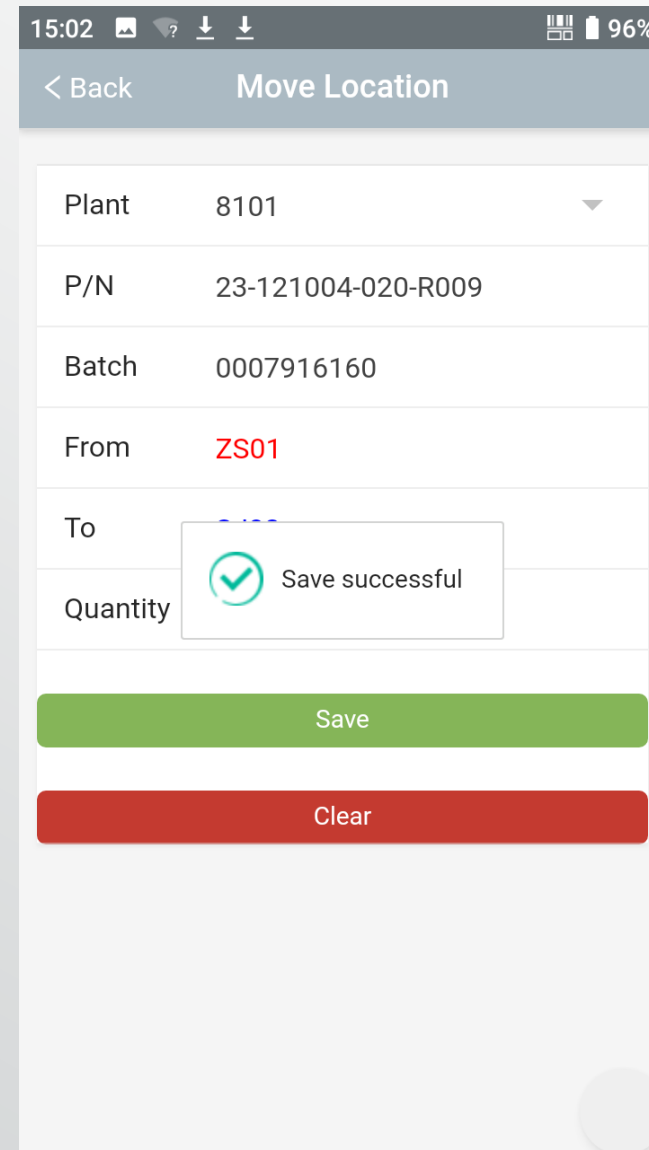 15:02 96%
< Back Move Location
Plant 8101
P/N 23-121004-020-R009
Batch 0007916160
From ZS01
To
Save successful
Quantity
Save
Clear